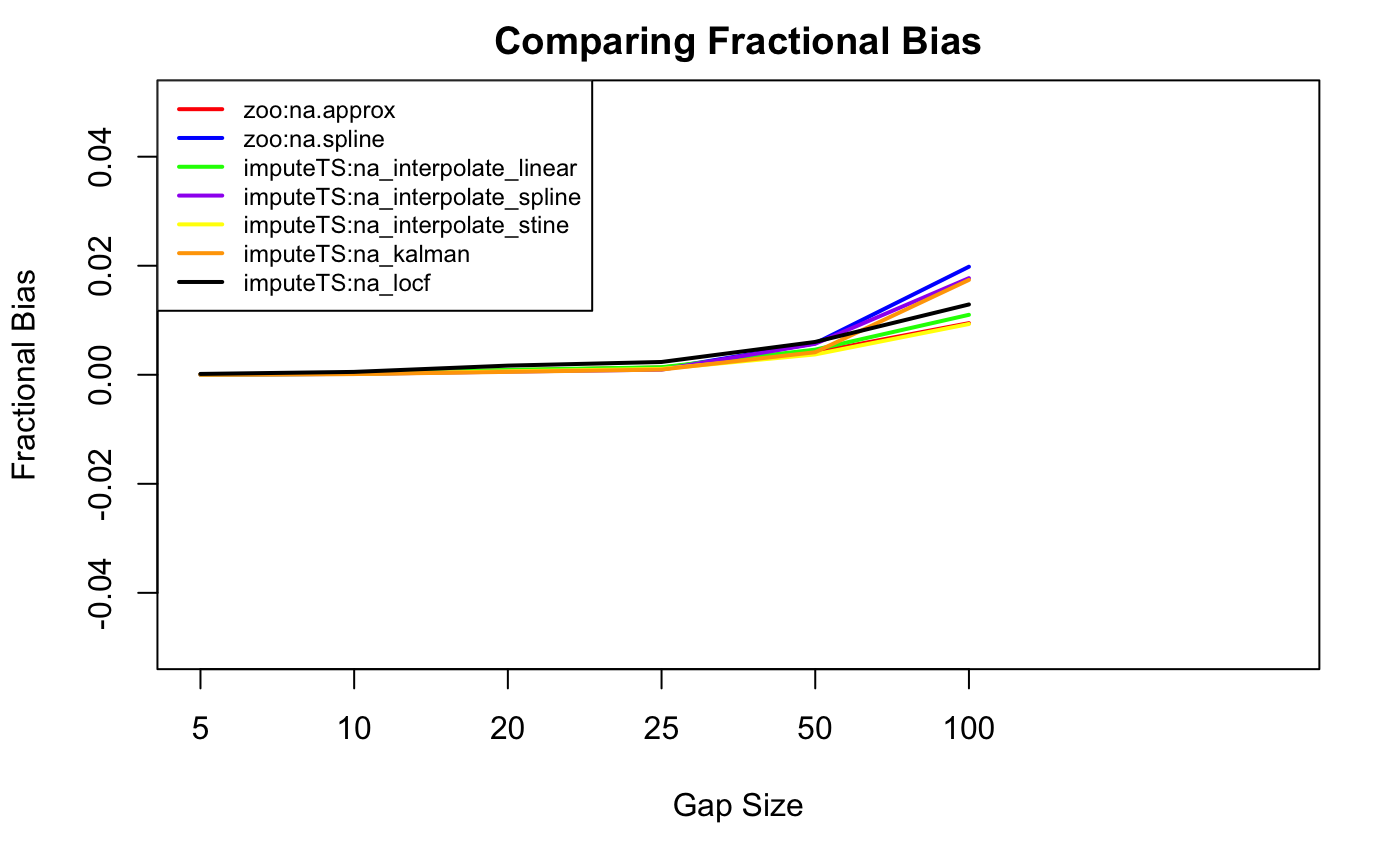 Comparing Fractional Bias
zoo:na.approx
zoo:na.spline
imputeTS:na_interpolate_linear
imputeTS:na_interpolate_spline
imputeTS:na_interpolate_stine
imputeTS:na_kalman
imputeTS:na_locf
Fractional Bias
0.04
0.02
0.00
-0.02
-0.04
5 10 20 25 50 100
Gap Size